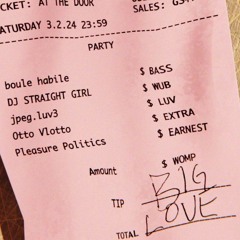 CKET: AT THE DOOR
SALES:
ATURDAY 3.2.24 23:59
PARTY
boule habile $ BASS
DJ STRAIGHT GIRL $ WUB
jpeg.luv3 $ LUV
Otto Vlotto $ EXTRA
Pleasure Politics $ EARNEST
Amount $ WOMP
TIP BIG
TOTAL LOVE